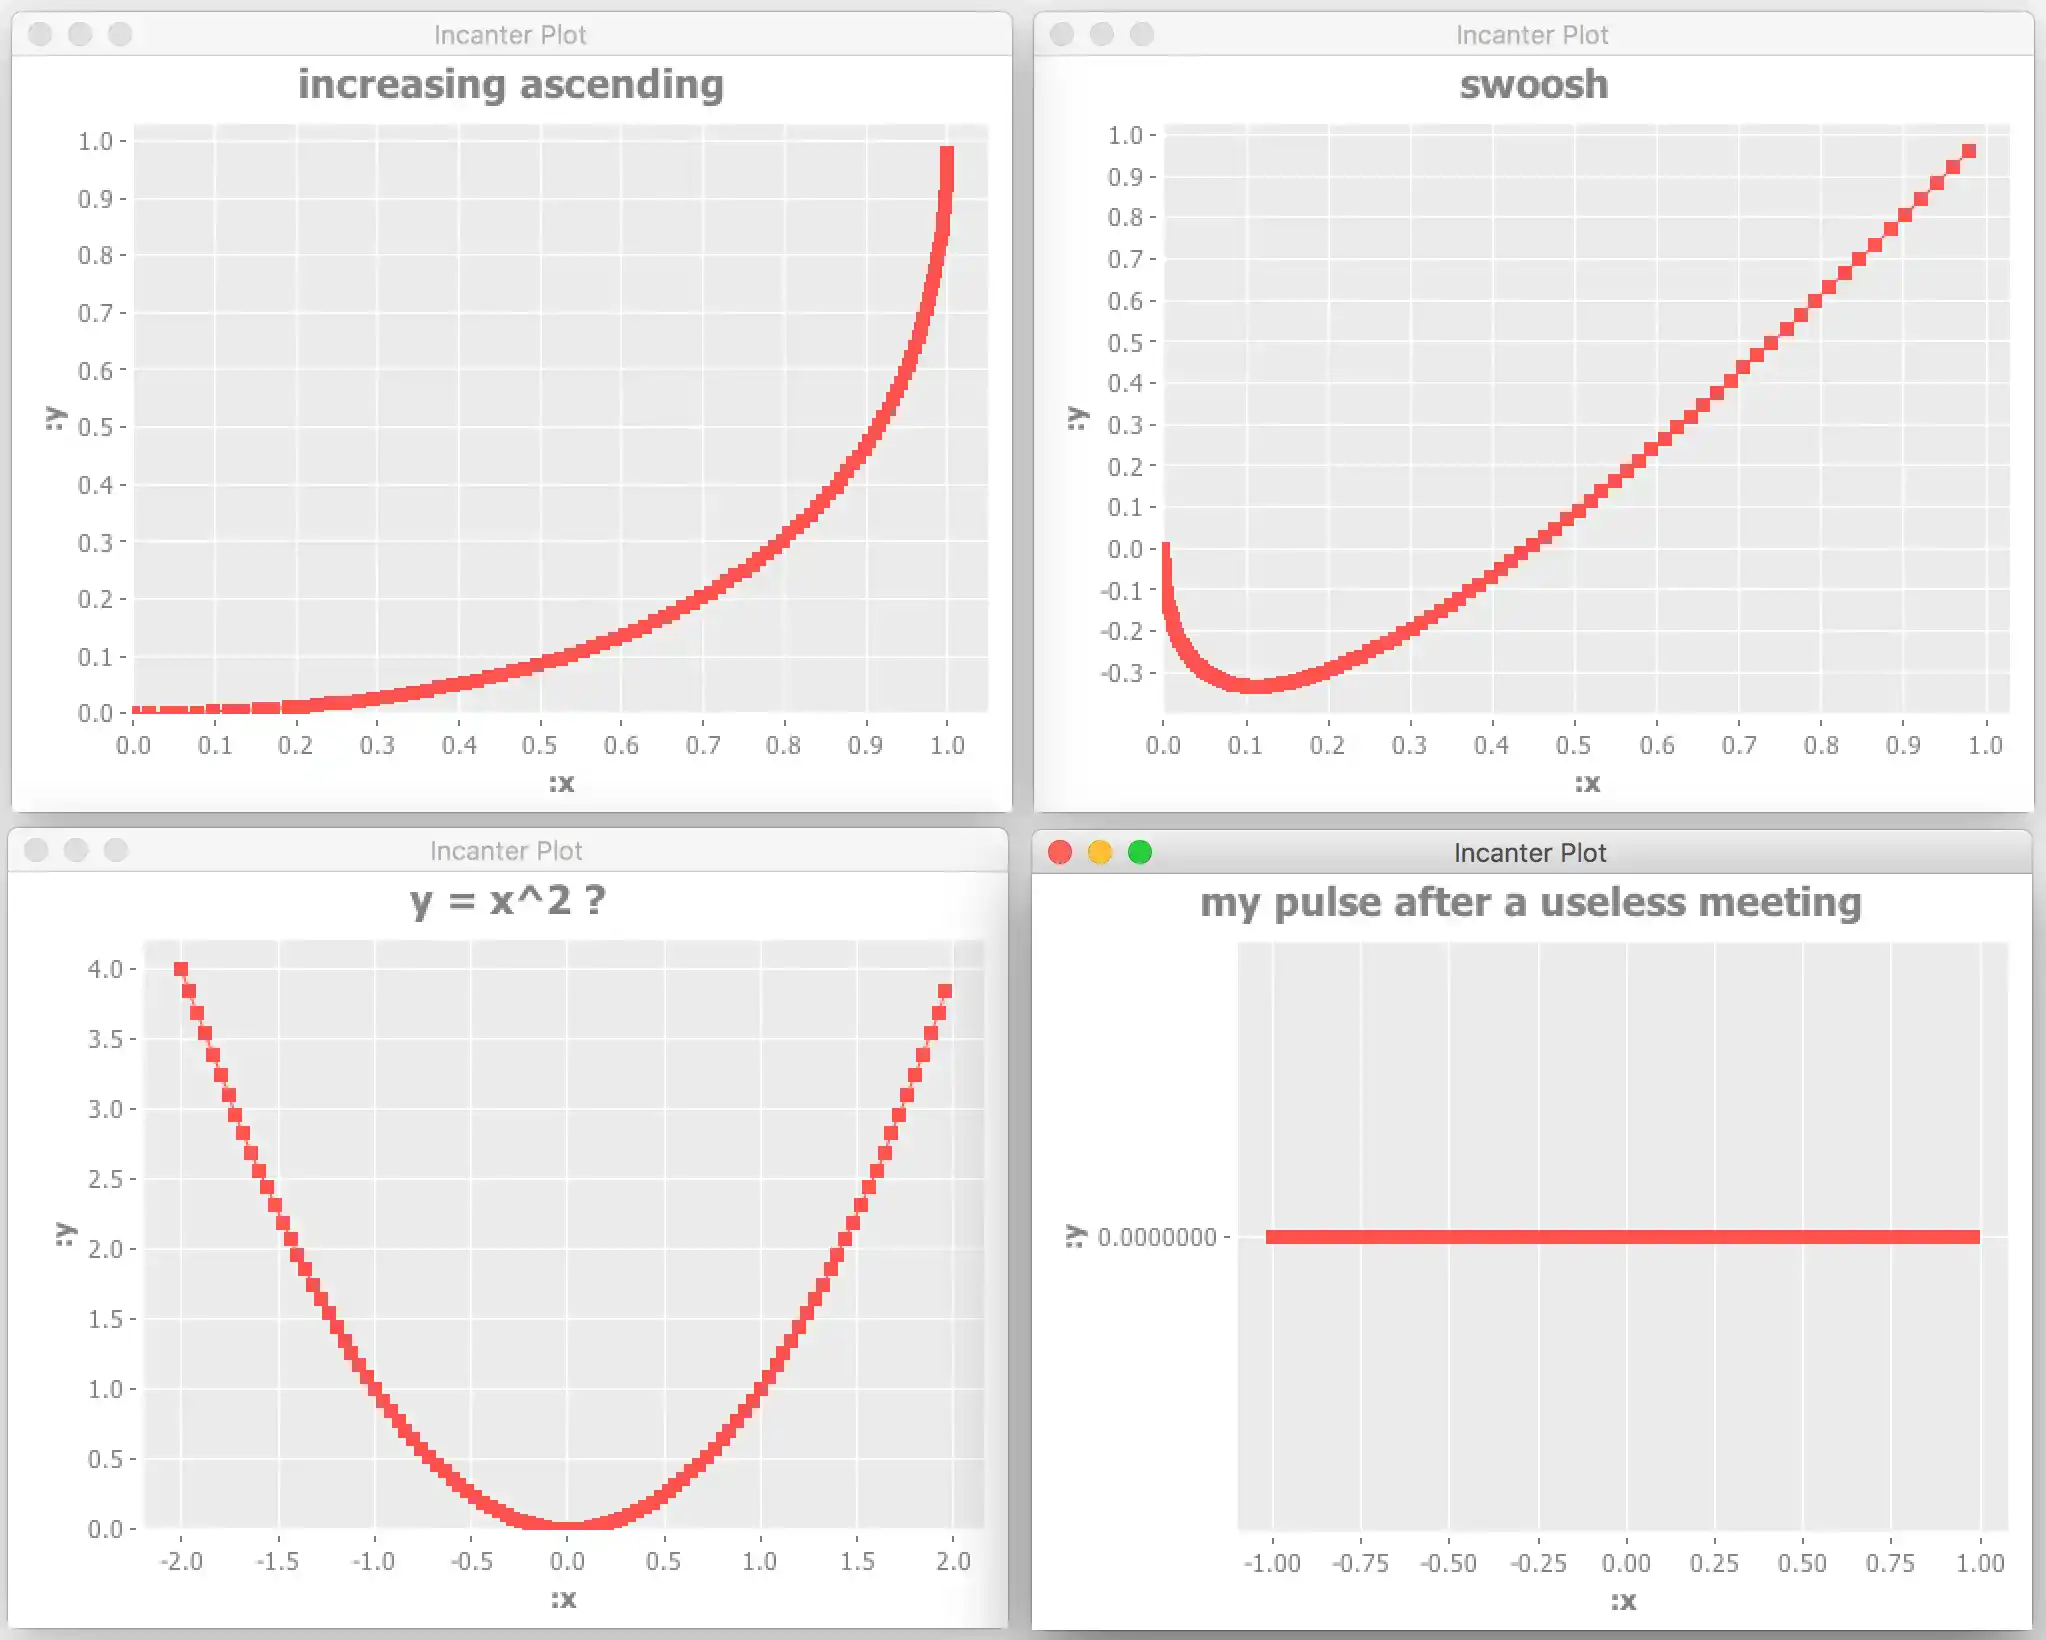 Incanter Plot
increasing ascending
1.0
0.9
0.8
0.7
0.6
0.5
0.4
0.3
0.2
0.1
0.0
:y
0.0 0.1 0.2 0.3 0.4 0.5 0.6 0.7 0.8 0.9 1.0
:x
Incanter Plot
swoosh
1.0
0.9
0.8
0.7
0.6
0.5
0.4
0.3
0.2
0.1
0.0
-0.1
-0.2
-0.3
:y
0.0 0.1 0.2 0.3 0.4 0.5 0.6 0.7 0.8 0.9 1.0
:x
Incanter Plot
y = x^2 ?
4.0
3.5
3.0
2.5
2.0
1.5
1.0
0.5
0.0
:y
-2.0 -1.5 -1.0 -0.5 0.0 0.5 1.0 1.5 2.0
:x
Incanter Plot
my pulse after a useless meeting
:y
0.0000000
-1.00 -0.75 -0.50 -0.25 0.00 0.25 0.50 0.75 1.00
:x